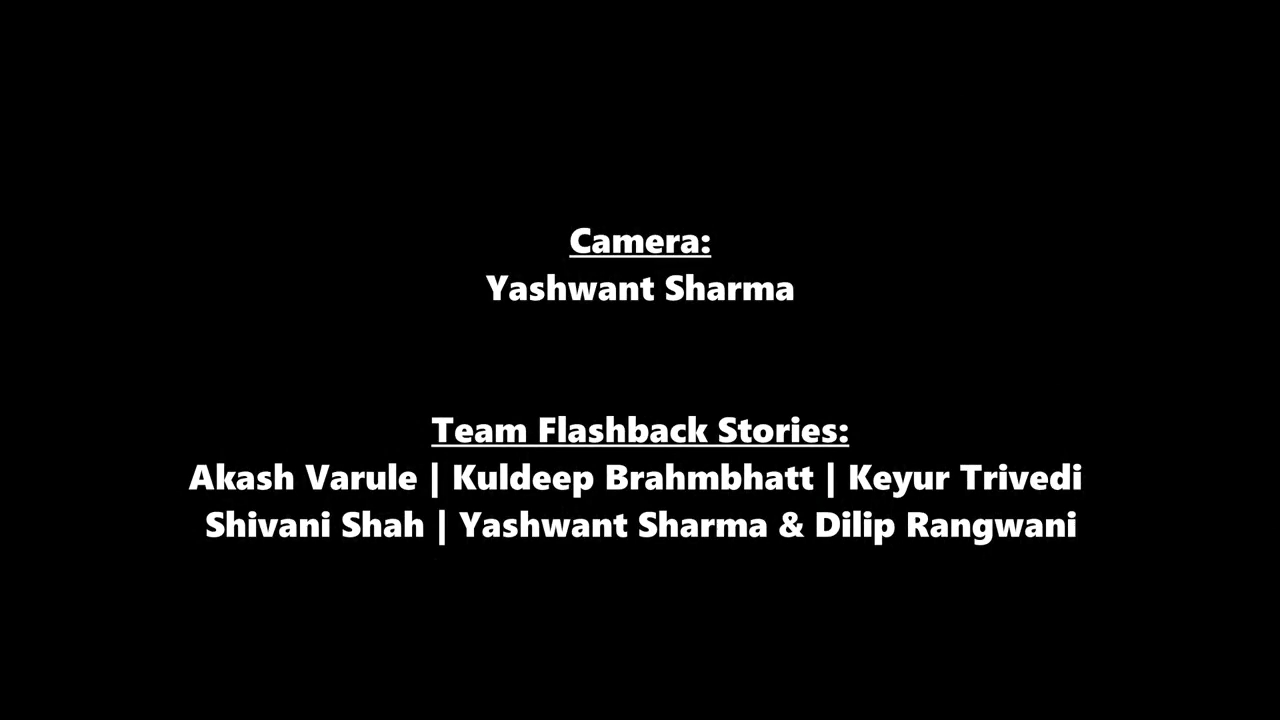 Camera:
Yashwant Sharma
Team Flashback Stories:
Akash Varule | Kuldeep Brahmbhatt | Keyur Trivedi
Shivani Shah | Yashwant Sharma & Dilip Rangwani